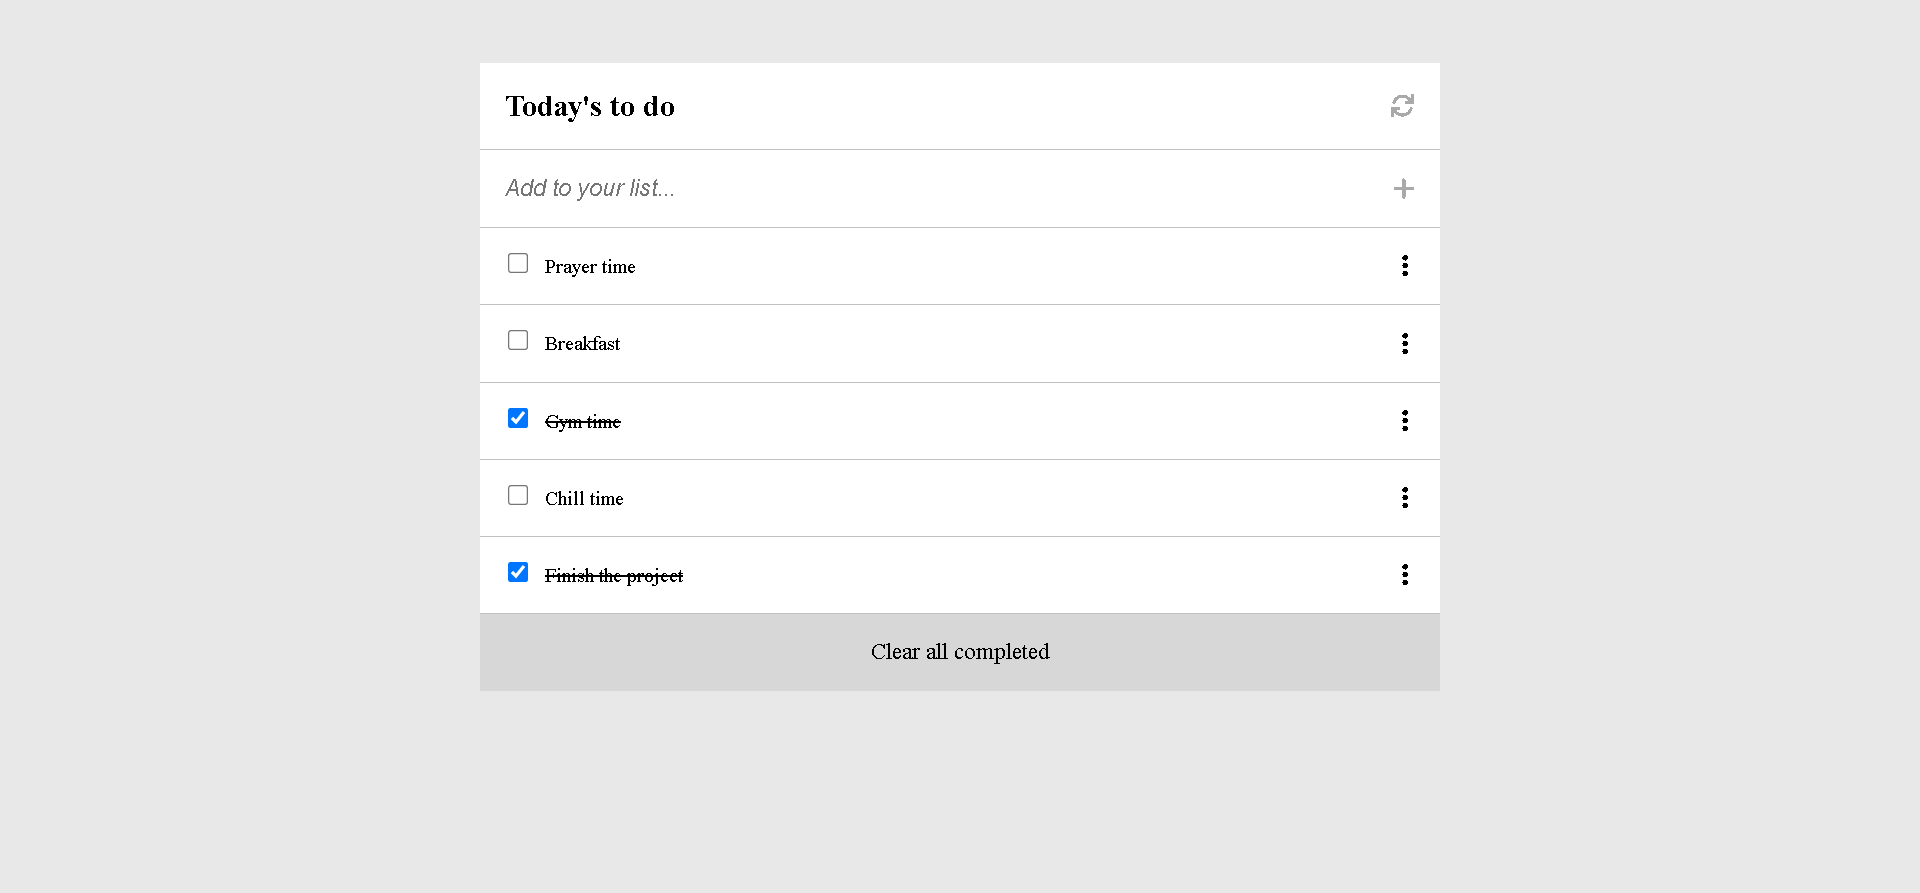 Today's to do
Add to your list...
Prayer time
Breakfast
Gym time
Chill time
Finish the project
Clear all completed